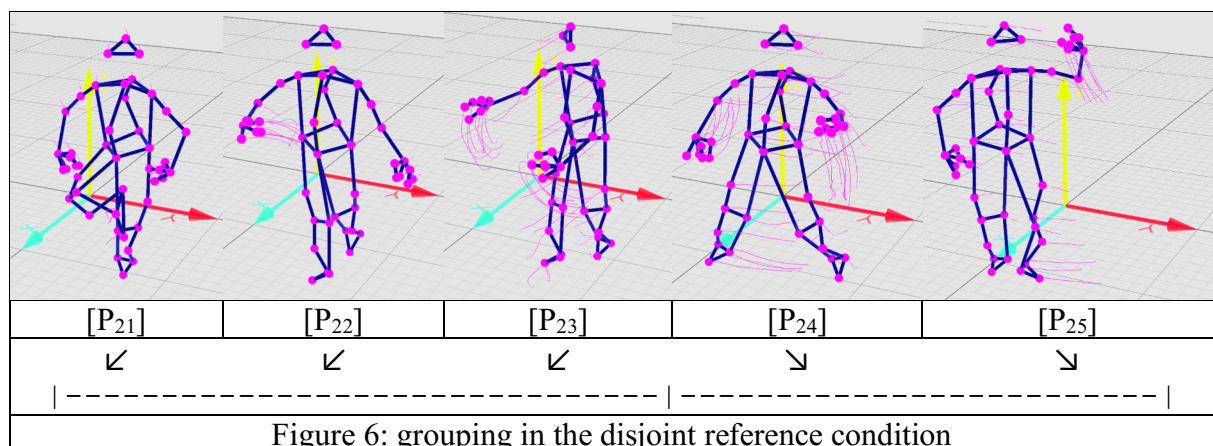 [P₂₁] [P₂₂] [P₂₃] [P₂₄] [P₂₅]
↙ ↙ ↙ ↘ ↘
|------------------------------|-------------------------|
Figure 6: grouping in the disjoint reference condition